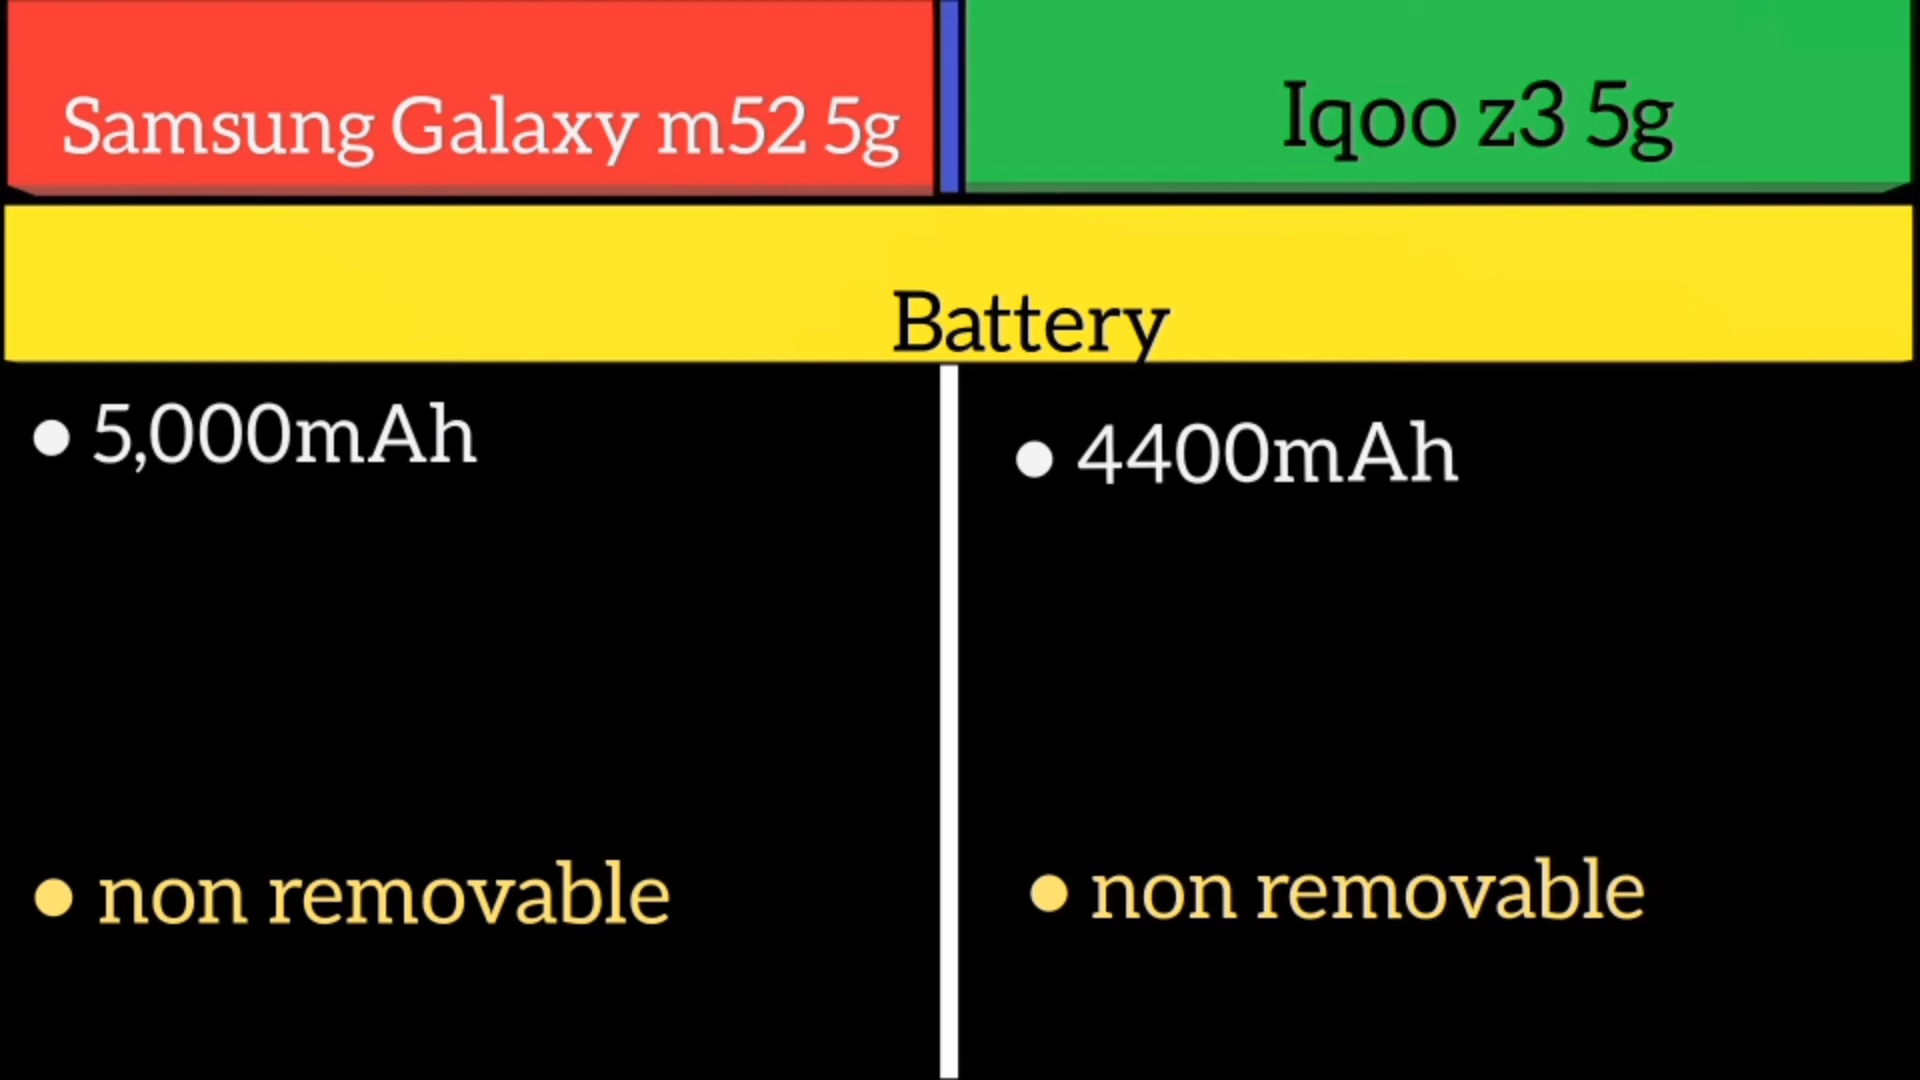 Samsung Galaxy m52 5g
Iqoo z3 5g
Battery
• 5,000mAh
• 4400mAh
• non removable
• non removable